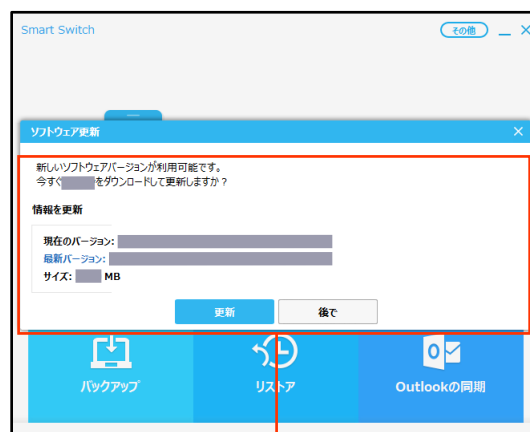 Smart Switch
その他
ソフトウェア更新
新しいソフトウェアバージョンが利用可能です。
今すぐ をダウンロードして更新しますか？
情報を更新
現在のバージョン:
最新バージョン:
サイズ: MB
更新 後で
バックアップ リストア Outlookの同期